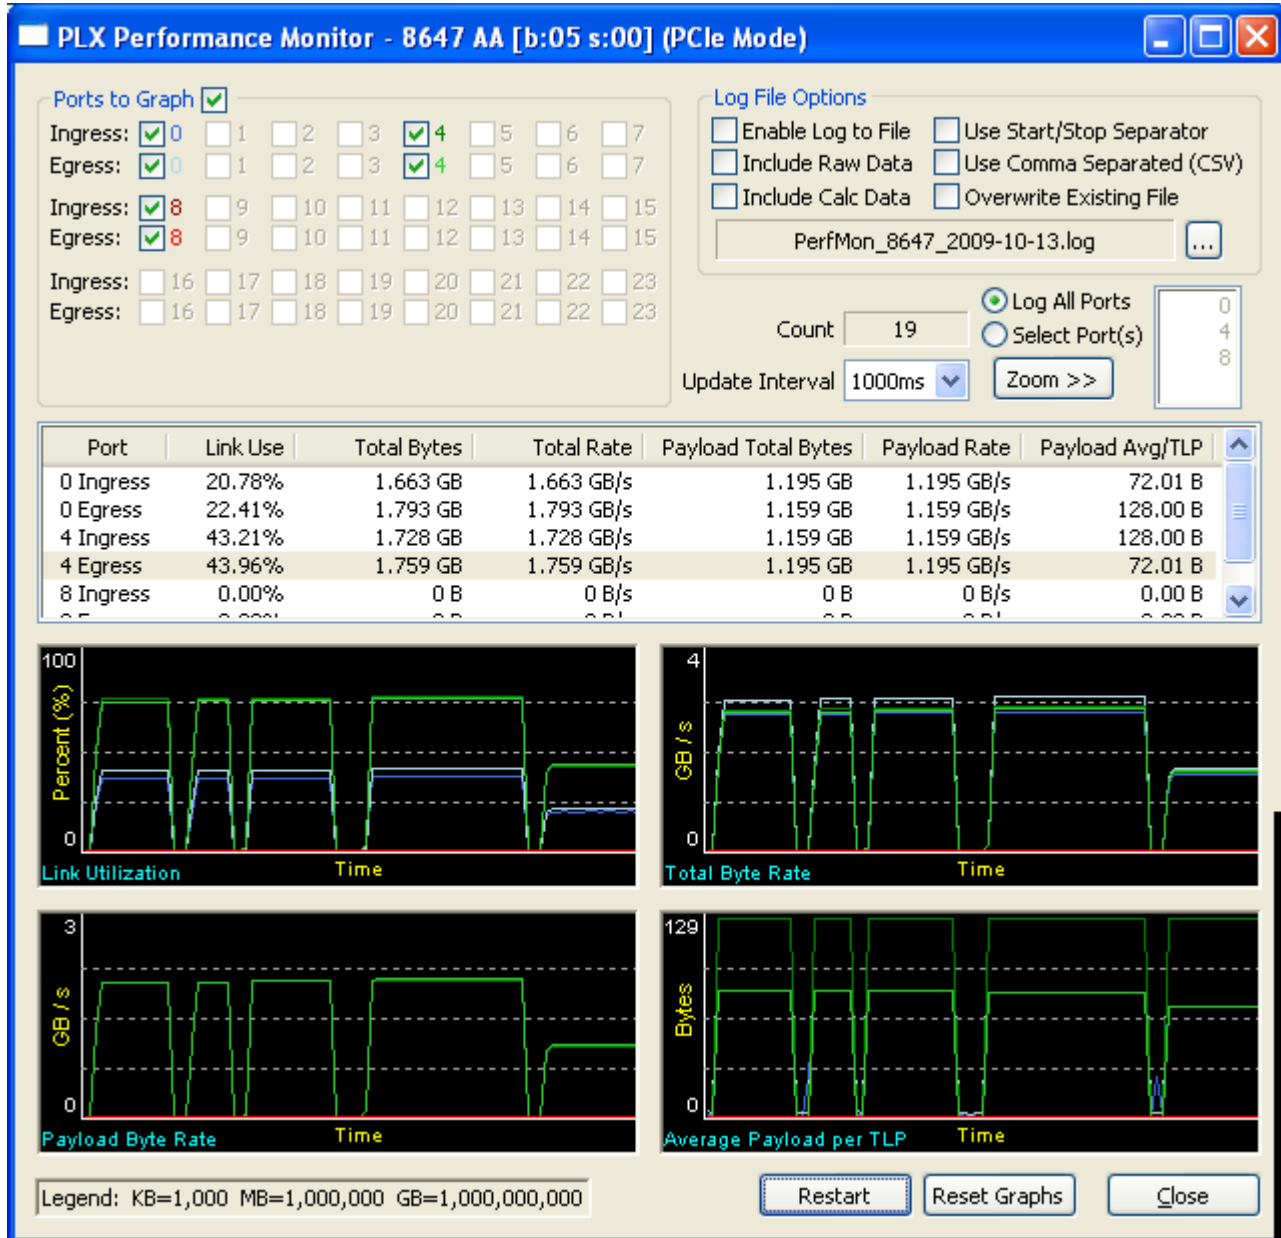 PLX Performance Monitor - 8647 AA [b:05 s:00] (PCIe Mode)
Ports to Graph
Ingress: 0 1 2 3 4 5 6 7
Egress: 0 1 2 3 4 5 6 7
Ingress: 8 9 10 11 12 13 14 15
Egress: 8 9 10 11 12 13 14 15
Ingress: 16 17 18 19 20 21 22 23
Egress: 16 17 18 19 20 21 22 23
Log File Options
Enable Log to File Use Start/Stop Separator
Include Raw Data Use Comma Separated (CSV)
Include Calc Data Overwrite Existing File
PerfMon_8647_2009-10-13.log ...
Count 19
Log All Ports
Select Port(s)
0
4
8
Update Interval 1000ms Zoom >>
Port Link Use Total Bytes Total Rate Payload Total Bytes Payload Rate Payload Avg/TLP
0 Ingress 20.78% 1.663 GB 1.663 GB/s 1.195 GB 1.195 GB/s 72.01 B
0 Egress 22.41% 1.793 GB 1.793 GB/s 1.159 GB 1.159 GB/s 128.00 B
4 Ingress 43.21% 1.728 GB 1.728 GB/s 1.159 GB 1.159 GB/s 128.00 B
4 Egress 43.96% 1.759 GB 1.759 GB/s 1.195 GB 1.195 GB/s 72.01 B
8 Ingress 0.00% 0 B 0 B/s 0 B 0 B/s 0.00 B
100
Percent (%)
0
Time
Link Utilization
4
GB / s
0
Time
Total Byte Rate
3
GB / s
0
Time
Payload Byte Rate
129
Bytes
0
Time
Average Payload per TLP
Legend: KB=1,000 MB=1,000,000 GB=1,000,000,000
Restart Reset Graphs Close